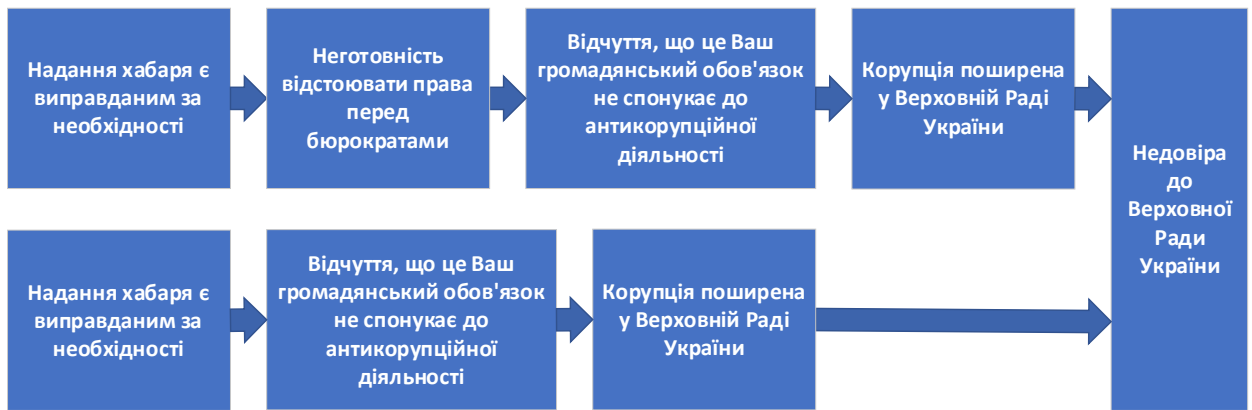 Надання хабаря є
виправданим за
необхідності
Неготовність
відстоювати права
перед
бюрократами
Відчуття, що це Ваш
громадянський обов'язок
не спонукає до
антикорупційної
діяльності
Корупція поширена
у Верховній Раді
України
Недовіра
до
Верховної
Ради
України
Надання хабаря є
виправданим за
необхідності
Відчуття, що це Ваш
громадянський обов'язок
не спонукає до
антикорупційної
діяльності
Корупція поширена
у Верховній Раді
України